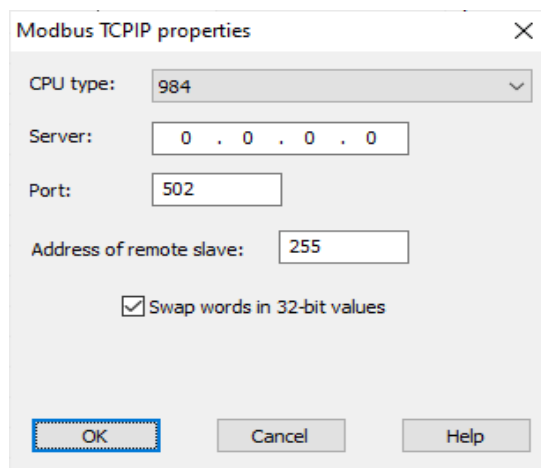 Modbus TCPIP properties
CPU type: 984
Server: 0 . 0 . 0 . 0
Port: 502
Address of remote slave: 255
Swap words in 32-bit values
OK Cancel Help